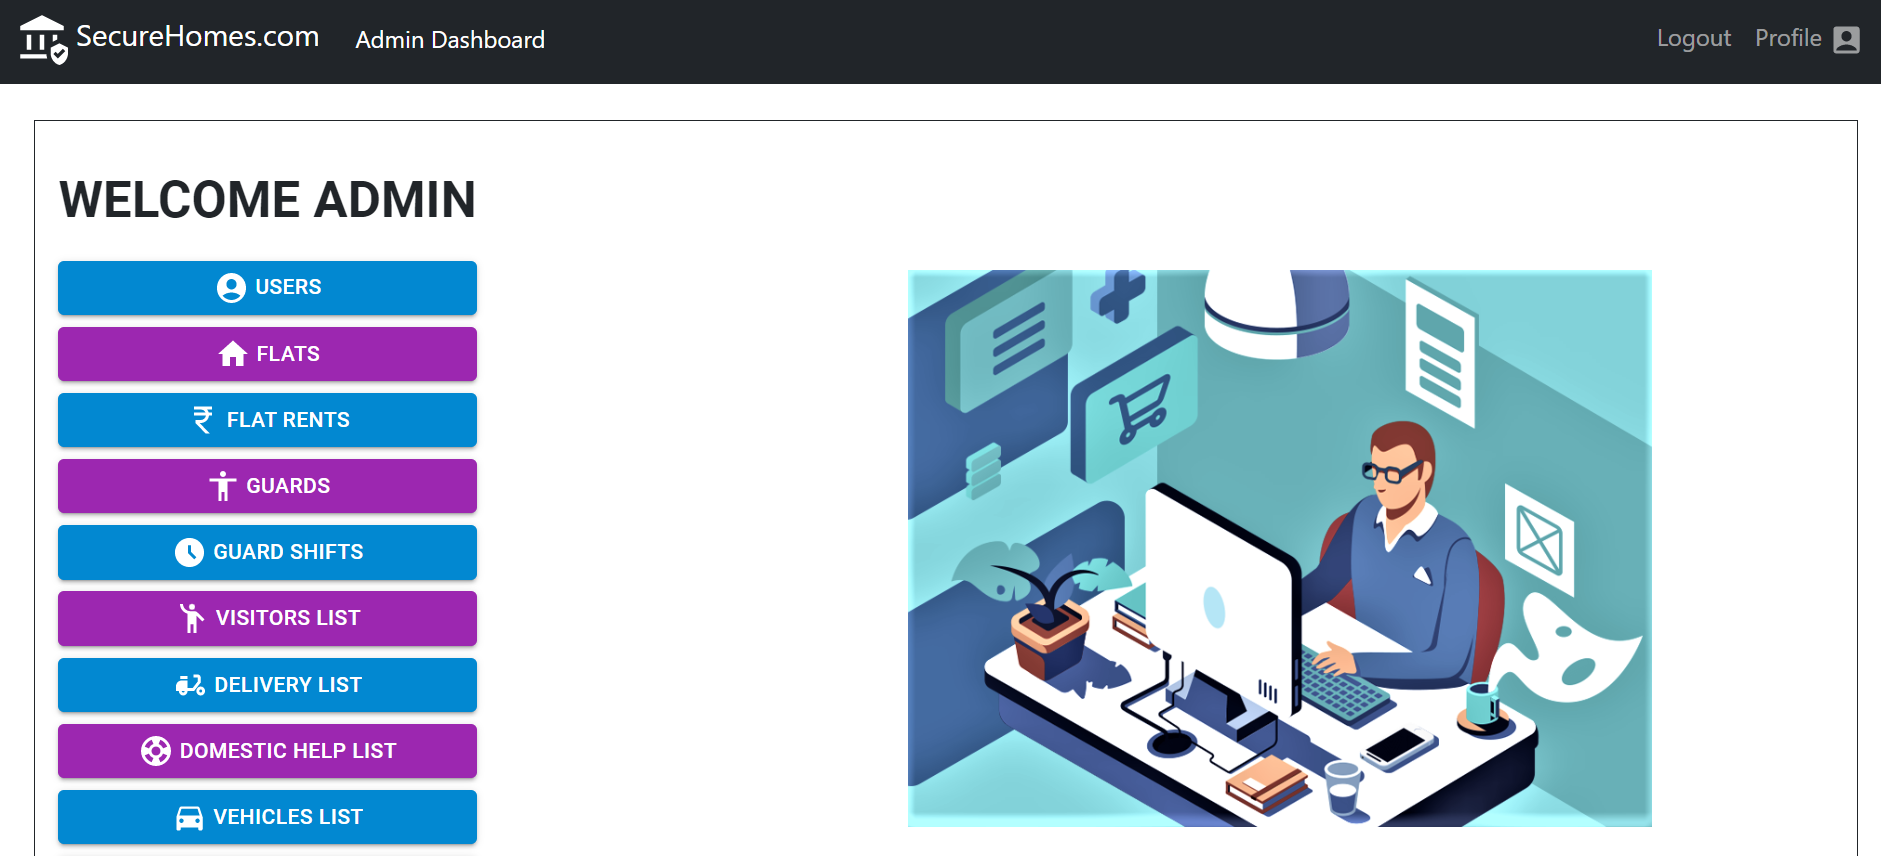 SecureHomes.com
Admin Dashboard
Logout
Profile
WELCOME ADMIN
USERS
FLATS
FLAT RENTS
GUARDS
GUARD SHIFTS
VISITORS LIST
DELIVERY LIST
DOMESTIC HELP LIST
VEHICLES LIST